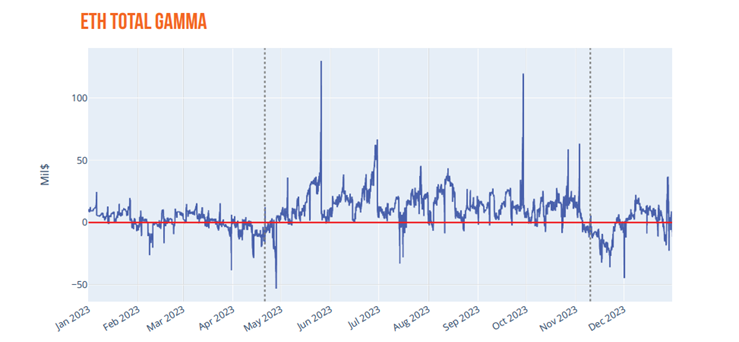 ETH TOTAL GAMMA
Mil$
100
50
0
−50
Jan 2023
Feb 2023
Mar 2023
Apr 2023
May 2023
Jun 2023
Jul 2023
Aug 2023
Sep 2023
Oct 2023
Nov 2023
Dec 2023